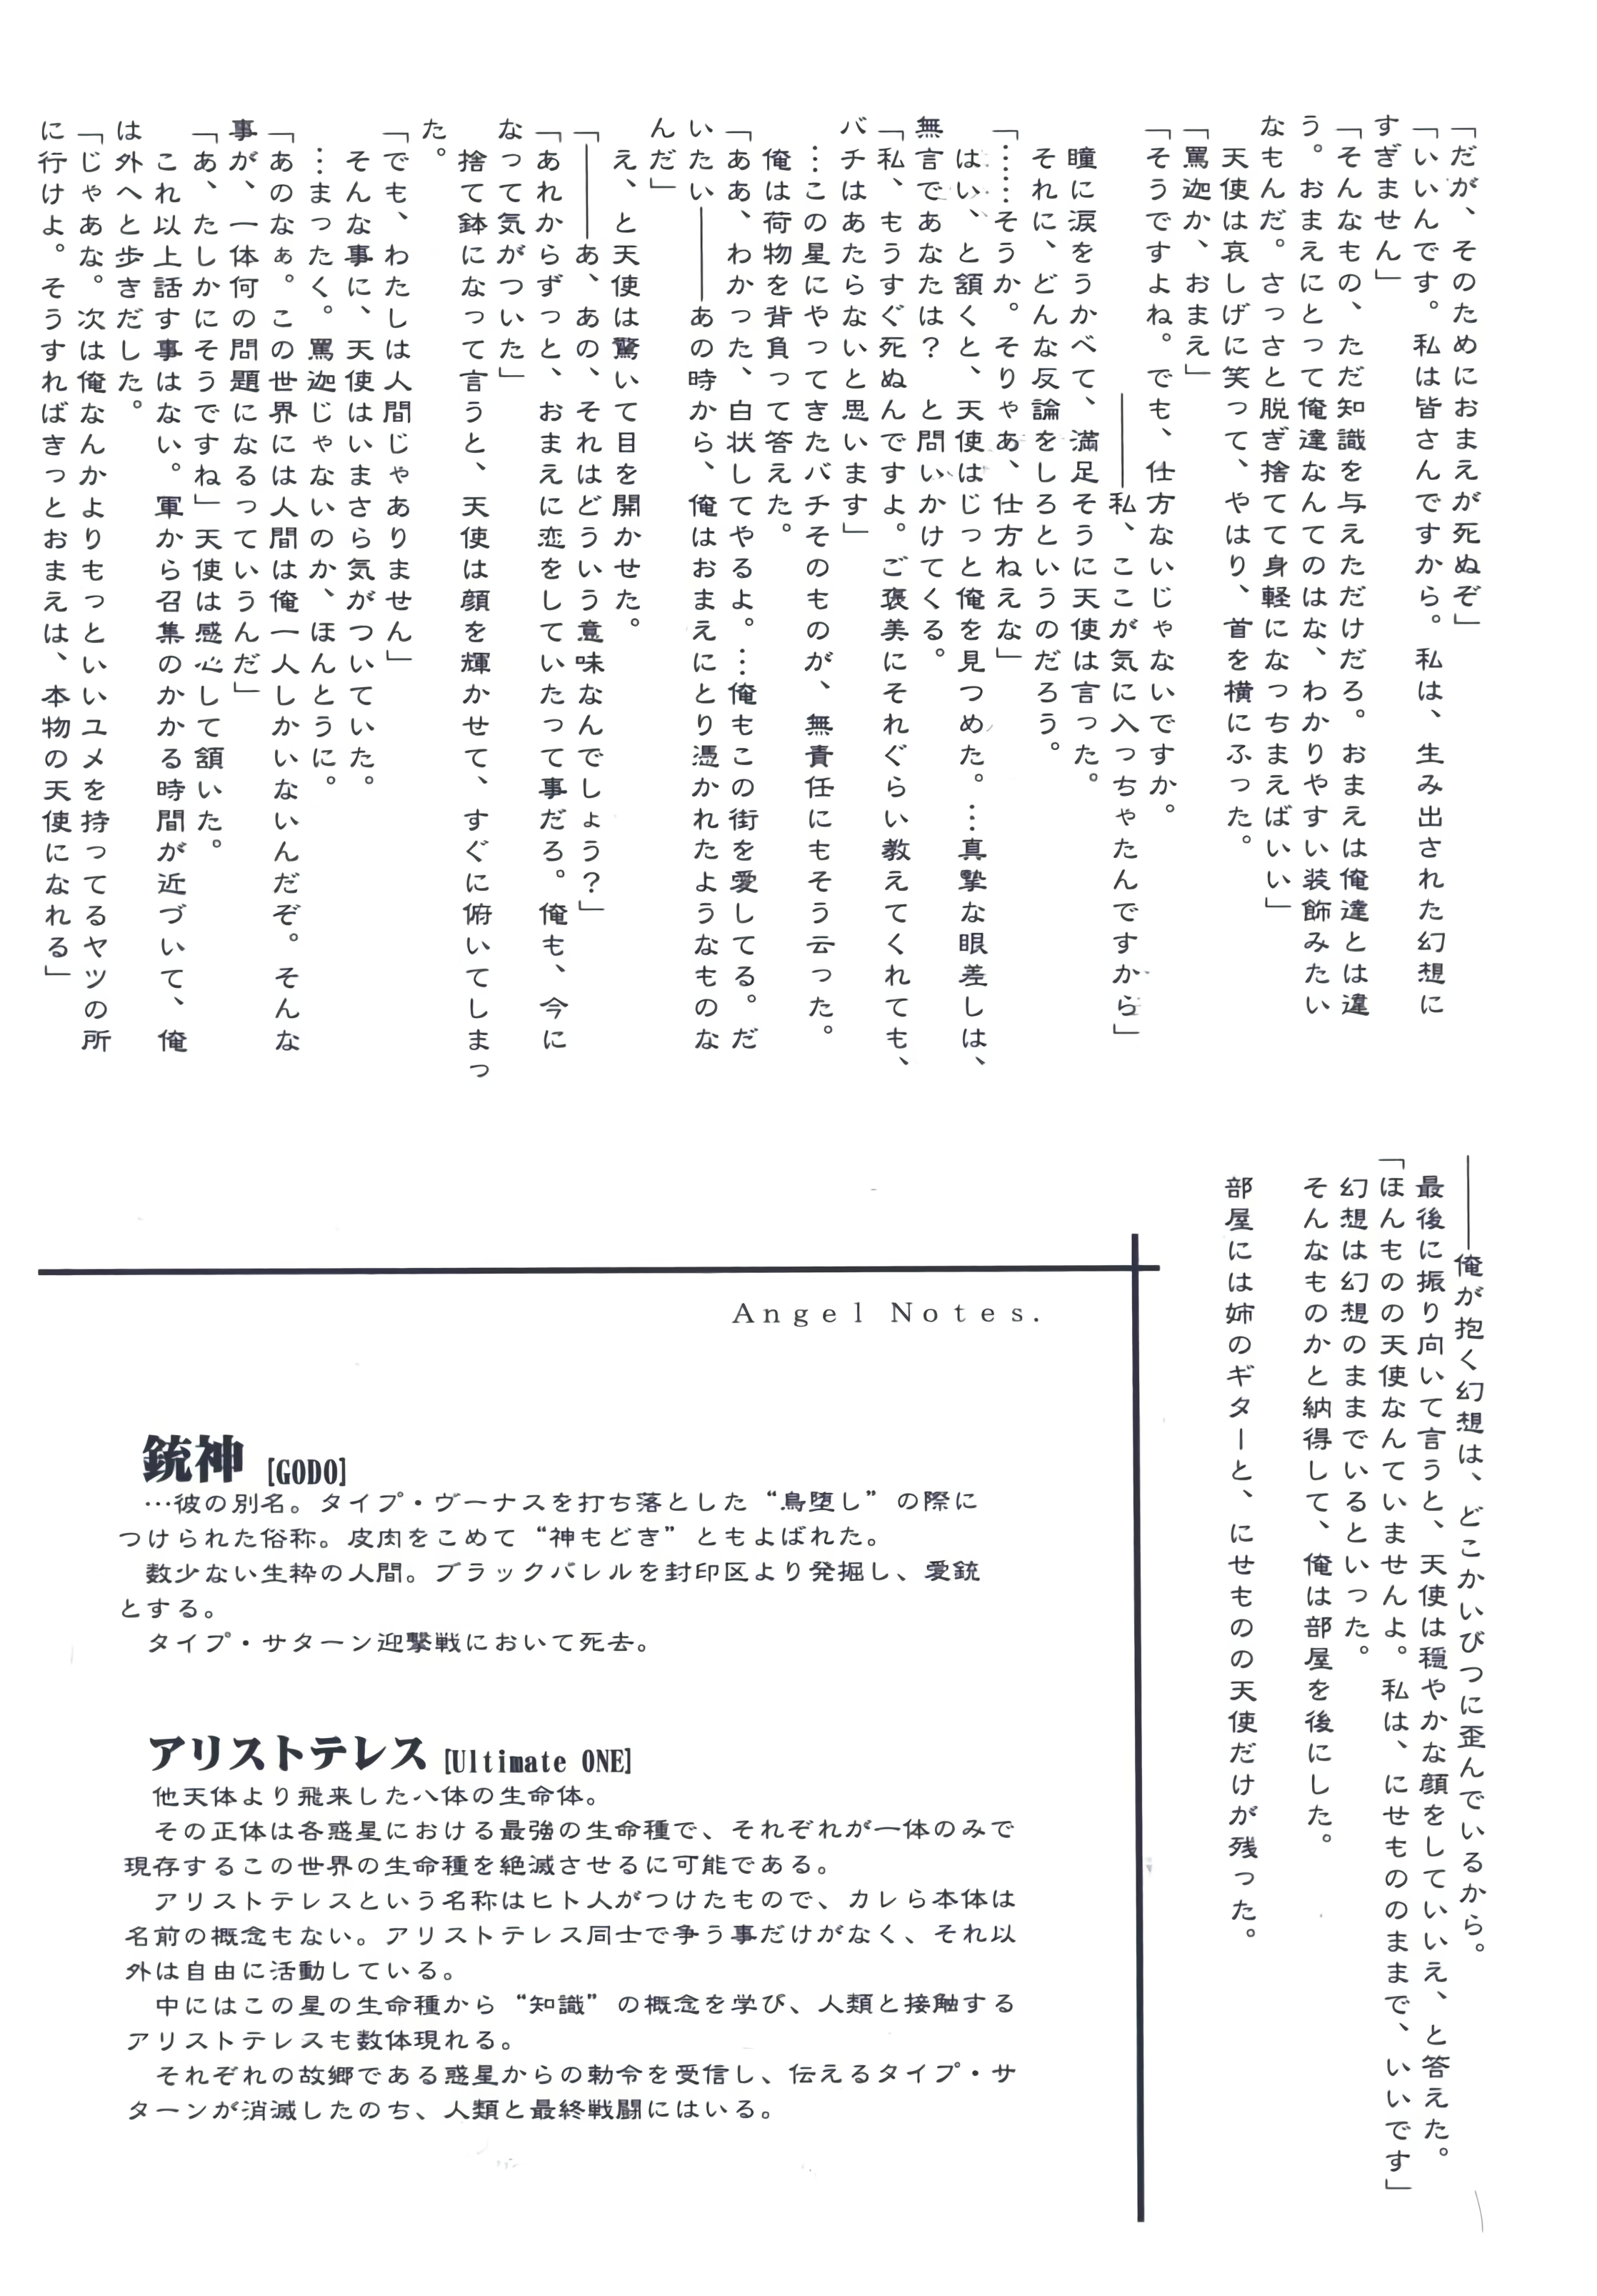 「だが、そのためにおまえが死ぬぞ」
「いいんです。私は皆さんですから。私は、生み出された幻想に
すぎません」
「そんなもの、ただ知識を与えただけだろ。おまえは俺達とは違
う。おまえにとって俺達なんてのはな、わかりやすい装飾みたい
なもんだ。さっさと脱ぎ捨てて身軽になっちまえばいい」
　天使は哀しげに笑って、やはり、首を横にふった。
「罵迦か、おまえ」
「そうですよね。でも、仕方ないじゃないですか。
　　　　　　　　――私、ここが気に入っちゃたんですから」
　瞳に涙をうかべて、満足そうに天使は言った。
　それに、どんな反論をしろというのだろう。
「……そうか。そりゃあ、仕方ねえな」
　はい、と頷くと、天使はじっと俺を見つめた。…真摯な眼差しは、
無言であなたは？　と問いかけてくる。
「私、もうすぐ死ぬんですよ。ご褒美にそれぐらい教えてくれても、
バチはあたらないと思います」
　…この星にやってきたバチそのものが、無責任にもそう云った。
　俺は荷物を背負って答えた。
「ああ、わかった、白状してやるよ。…俺もこの街を愛してる。だ
いたい――あの時から、俺はおまえにとり憑かれたようなものな
んだ」
　え、と天使は驚いて目を開かせた。
「――あ、あの、それはどういう意味なんでしょう？」
「あれからずっと、おまえに恋をしていたって事だろ。俺も、今に
なって気がついた」
　捨て鉢になって言うと、天使は顔を輝かせて、すぐに俯いてしまっ
た。
「でも、わたしは人間じゃありません」
　そんな事に、天使はいまさら気がついていた。
　…まったく。罵迦じゃないのか、ほんとうに。
「あのなぁ。この世界には人間は俺一人しかいないんだぞ。そんな
事が、一体何の問題になるっていうんだ」
「あ、たしかにそうですね」天使は感心して頷いた。
　これ以上話す事はない。軍から召集のかかる時間が近づいて、俺
は外へと歩きだした。
「じゃあな。次は俺なんかよりもっといいユメを持ってるヤツの所
に行けよ。そうすればきっとおまえは、本物の天使になれる」
――俺が抱く幻想は、どこかいびつに歪んでいるから。
　最後に振り向いて言うと、天使は穏やかな顔をしていいえ、と答えた。
「ほんものの天使なんていませんよ。私は、にせもののままで、いいです」
　幻想は幻想のままでいるといった。
　そんなものかと納得して、俺は部屋を後にした。
　部屋には姉のギターと、にせものの天使だけが残った。
Angel Notes.
銃神 [GODO]
　…彼の別名。タイプ・ヴーナスを打ち落とした“鳥堕し”の際に
つけられた俗称。皮肉をこめて“神もどき”ともよばれた。
　数少ない生粋の人間。ブラックバレルを封印区より発掘し、愛銃
とする。
　タイプ・サターン迎撃戦において死去。
アリストテレス [Ultimate ONE]
　他天体より飛来した八体の生命体。
　その正体は各惑星における最強の生命種で、それぞれが一体のみで
現存するこの世界の生命種を絶滅させるに可能である。
　アリストテレスという名称はヒト人がつけたもので、カレら本体は
名前の概念もない。アリストテレス同士で争う事だけがなく、それ以
外は自由に活動している。
　中にはこの星の生命種から“知識”の概念を学び、人類と接触する
アリストテレスも数体現れる。
　それぞれの故郷である惑星からの勅令を受信し、伝えるタイプ・サ
ターンが消滅したのち、人類と最終戦闘にはいる。